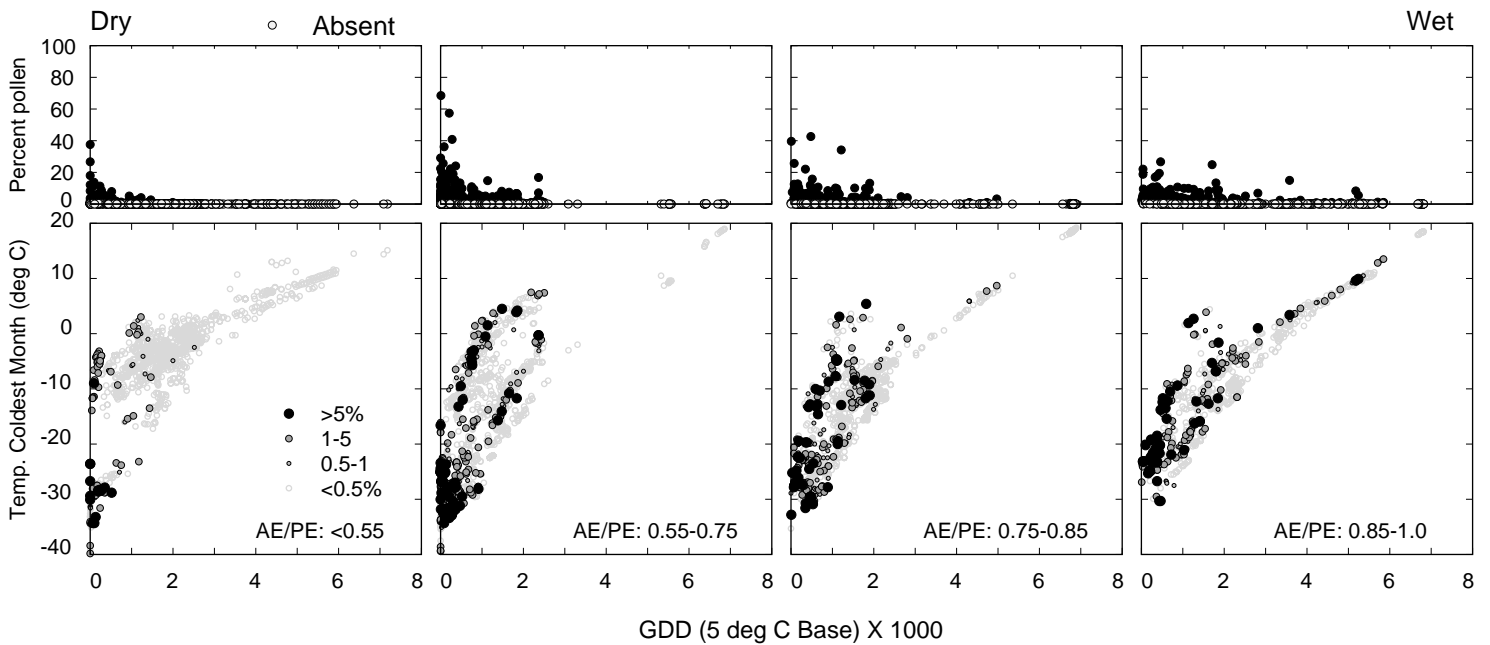 Dry
Absent
Wet
Percent pollen
100
80
60
40
20
0
Temp. Coldest Month (deg C)
20
10
0
-10
-20
-30
-40
>5%
1-5
0.5-1
<0.5%
AE/PE: <0.55
AE/PE: 0.55-0.75
AE/PE: 0.75-0.85
AE/PE: 0.85-1.0
0 2 4 6 8
0 2 4 6 8
0 2 4 6 8
0 2 4 6 8
GDD (5 deg C Base) X 1000